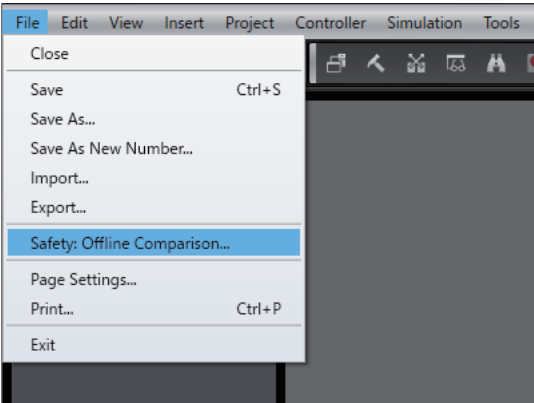 File Edit View Insert Project Controller Simulation Tools
Close
Save Ctrl+S
Save As...
Save As New Number...
Import...
Export...
Safety: Offline Comparison...
Page Settings...
Print... Ctrl+P
Exit